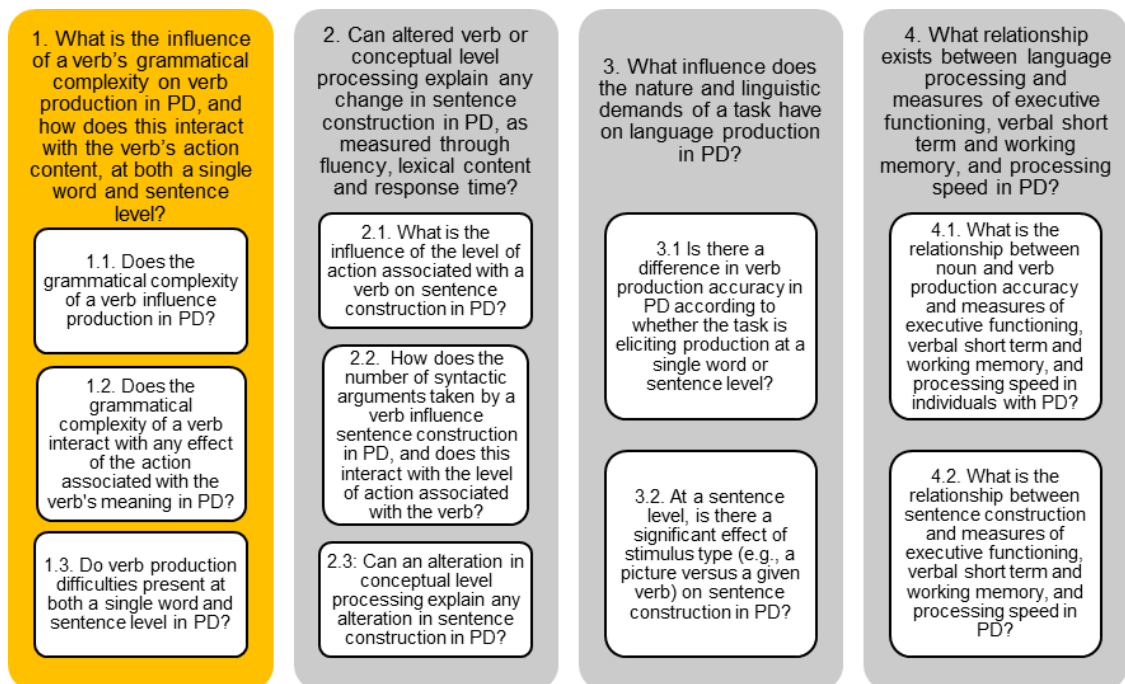 1. What is the influence
of a verb's grammatical
complexity on verb
production in PD, and
how does this interact
with the verb's action
content, at both a single
word and sentence
level?
1.1. Does the
grammatical complexity
of a verb influence
production in PD?
1.2. Does the
grammatical
complexity of a verb
interact with any effect
of the action
associated with the
verb's meaning in PD?
1.3. Do verb production
difficulties present at
both a single word and
sentence level in PD?
2. Can altered verb or
conceptual level
processing explain any
change in sentence
construction in PD, as
measured through
fluency, lexical content
and response time?
2.1. What is the
influence of the level of
action associated with a
verb on sentence
construction in PD?
2.2. How does the
number of syntactic
arguments taken by a
verb influence
sentence construction
in PD, and does this
interact with the level
of action associated
with the verb?
2.3: Can an alteration in
conceptual level
processing explain any
alteration in sentence
construction in PD?
3. What influence does
the nature and linguistic
demands of a task have
on language production
in PD?
3.1 Is there a
difference in verb
production accuracy in
PD according to
whether the task is
eliciting production at a
single word or
sentence level?
3.2. At a sentence
level, is there a
significant effect of
stimulus type (e.g., a
picture versus a given
verb) on sentence
construction in PD?
4. What relationship
exists between language
processing and
measures of executive
functioning, verbal short
term and working
memory, and processing
speed in PD?
4.1. What is the
relationship between
noun and verb
production accuracy
and measures of
executive functioning,
verbal short term and
working memory, and
processing speed in
individuals with PD?
4.2. What is the
relationship between
sentence construction
and measures of
executive functioning,
verbal short term and
working memory, and
processing speed in
PD?